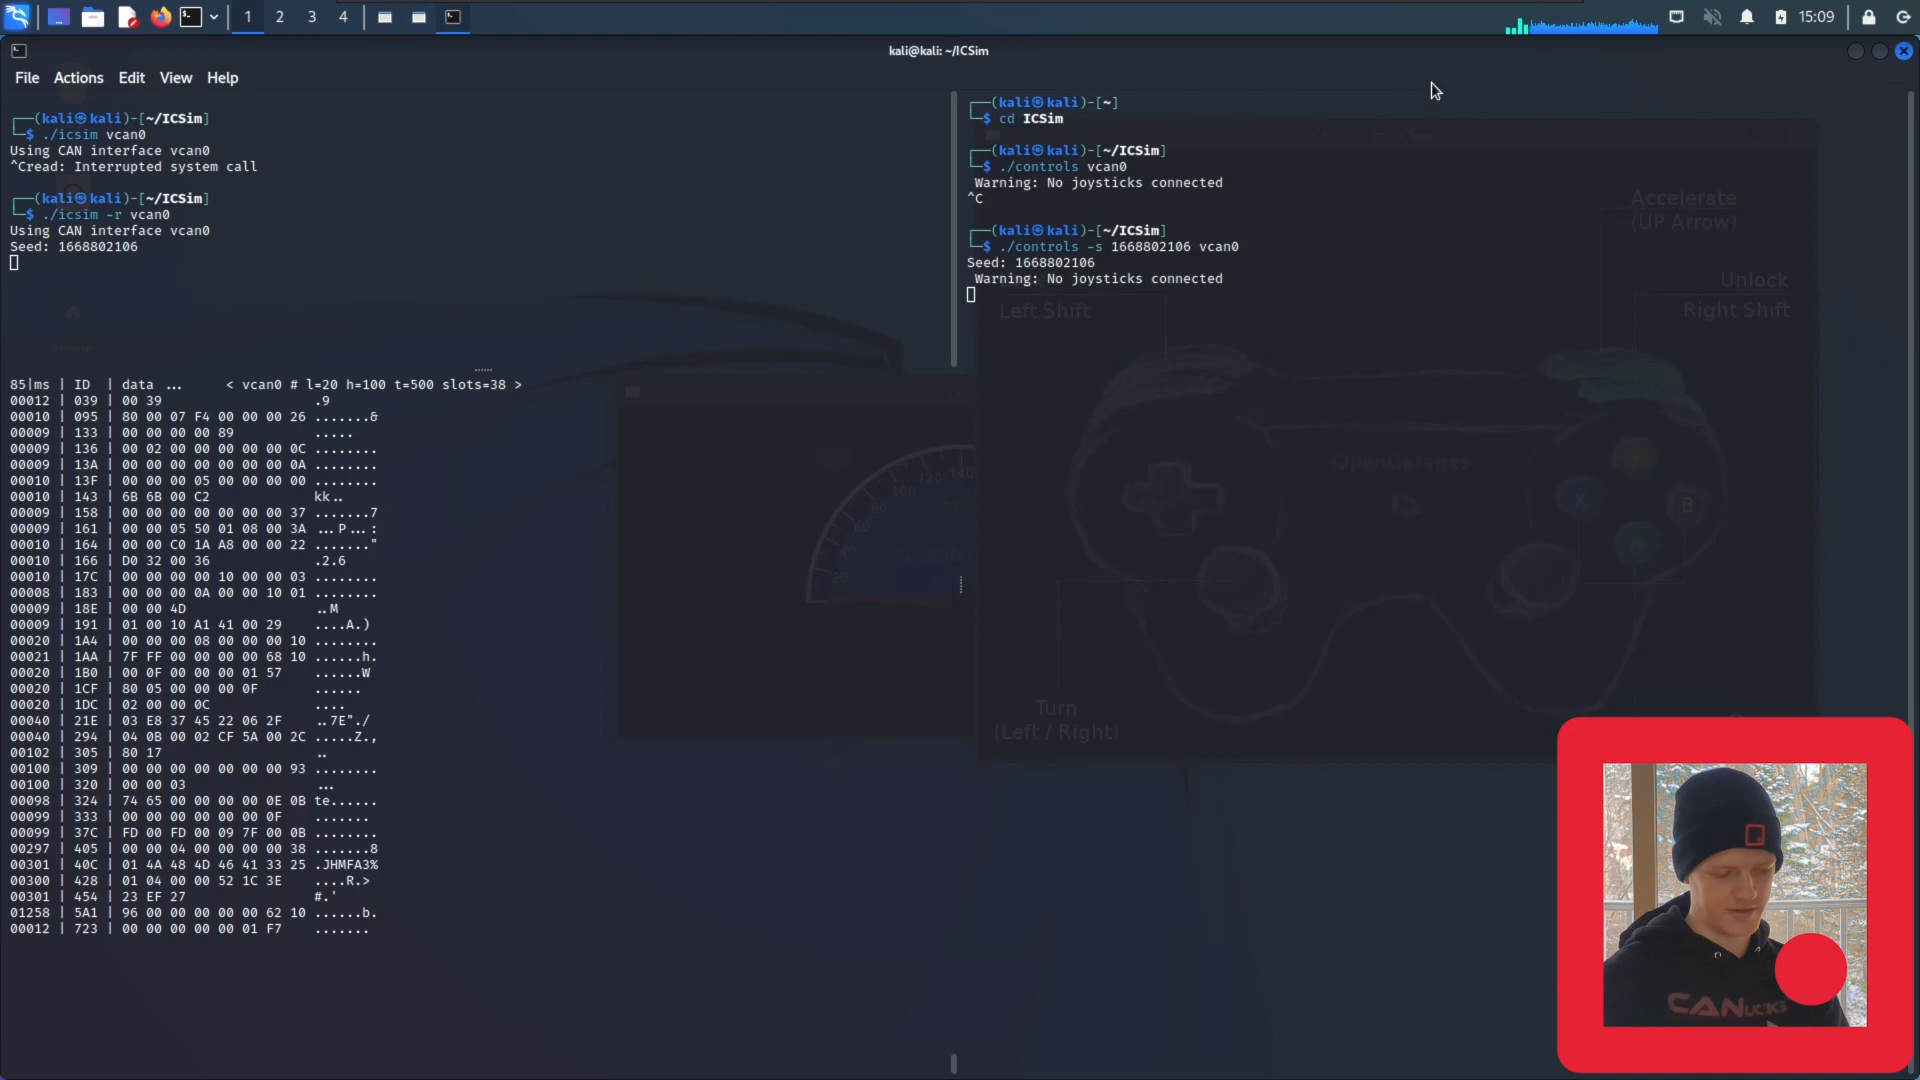 1 2 3 4
15:09
kali@kali: ~/ICSim
File Actions Edit View Help
┌──(kali㉿kali)-[~/ICSim]
└─$ ./icsim vcan0
Using CAN interface vcan0
^Cread: Interrupted system call
┌──(kali㉿kali)-[~/ICSim]
└─$ ./icsim -r vcan0
Using CAN interface vcan0
Seed: 1668802106
┌──(kali㉿kali)-[~]
└─$ cd ICSim
┌──(kali㉿kali)-[~/ICSim]
└─$ ./controls vcan0
Warning: No joysticks connected
^C
┌──(kali㉿kali)-[~/ICSim]
└─$ ./controls -s 1668802106 vcan0
Seed: 1668802106
Warning: No joysticks connected
85|ms | ID | data ... < vcan0 # l=20 h=100 t=500 slots=38 >
00012 | 039 | 00 39 .9
00010 | 095 | 80 00 07 F4 00 00 00 26 .......&
00009 | 133 | 00 00 00 00 89 .....
00009 | 136 | 00 02 00 00 00 00 00 0C ........
00009 | 13A | 00 00 00 00 00 00 00 0A ........
00010 | 13F | 00 00 00 05 00 00 00 00 ........
00010 | 143 | 6B 6B 00 C2 kk..
00009 | 158 | 00 00 00 00 00 00 00 37 .......7
00009 | 161 | 00 00 05 50 01 08 00 3A ...P...:
00010 | 164 | 00 00 C0 1A A8 00 00 22 ......."
00010 | 166 | D0 32 00 36 .2.6
00010 | 17C | 00 00 00 00 10 00 00 03 ........
00008 | 183 | 00 00 00 0A 00 00 10 01 ........
00009 | 18E | 00 00 4D ..M
00009 | 191 | 01 00 10 A1 41 00 29 ....A.)
00020 | 1A4 | 00 00 00 08 00 00 00 10 ........
00021 | 1AA | 7F FF 00 00 00 00 68 10 ......h.
00020 | 1B0 | 00 0F 00 00 00 01 57 ......W
00020 | 1CF | 80 05 00 00 00 0F ......
00020 | 1DC | 02 00 00 0C ....
00040 | 21E | 03 E8 37 45 22 06 2F ..7E"./
00040 | 294 | 04 0B 00 02 CF 5A 00 2C .....Z.,
00102 | 305 | 80 17 ..
00100 | 309 | 00 00 00 00 00 00 00 93 ........
00100 | 320 | 00 00 03 ...
00098 | 324 | 74 65 00 00 00 00 0E 0B te......
00099 | 333 | 00 00 00 00 00 00 0F .......
00099 | 37C | FD 00 FD 00 09 7F 00 0B ........
00297 | 405 | 00 00 04 00 00 00 00 38 .......8
00301 | 40C | 01 4A 48 4D 46 41 33 25 .JHMFA3%
00300 | 428 | 01 04 00 00 52 1C 3E ....R.>
00301 | 454 | 23 EF 27 #.'
01258 | 5A1 | 96 00 00 00 00 00 62 10 ......b.
00012 | 723 | 00 00 00 00 00 01 F7 .......
Accelerate
(UP Arrow)
Unlock
Right Shift
Left Shift
OpenGarages
Y
X
B
20
40
60
100
120
140
Turn
(Left / Right)
CANUCKS